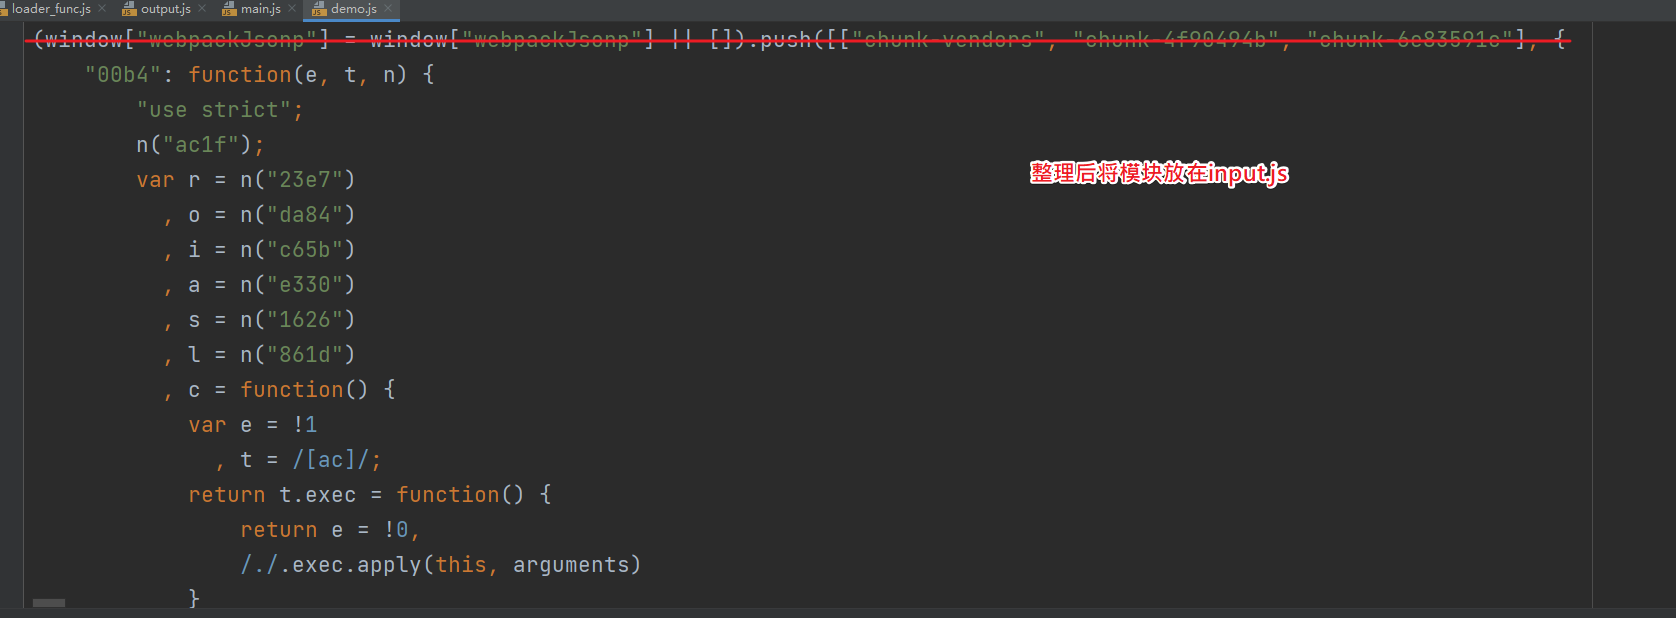 loader_func.js output.js main.js demo.js
(window["webpackJsonp"] = window["webpackJsonp"] || []).push([["chunk-vendors", "chunk-4f90494b", "chunk-6e83591c"], {
"00b4": function(e, t, n) {
"use strict";
n("ac1f");
整理后将模块放在input.js
var r = n("23e7")
, o = n("da84")
, i = n("c65b")
, a = n("e330")
, s = n("1626")
, l = n("861d")
, c = function() {
var e = !1
, t = /[ac]/;
return t.exec = function() {
return e = !0,
/./.exec.apply(this, arguments)
}